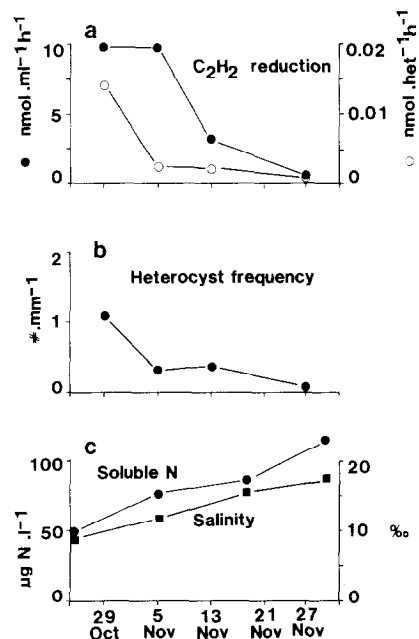 a
C₂H₂ reduction
10
5
0
● nmol.ml⁻¹h⁻¹
0.02
0.01
0
○ nmol.het⁻¹h⁻¹
b
Heterocyst frequency
2
1
0
#.mm⁻¹
c
Soluble N
Salinity
100
50
0
µg N.l⁻¹
20
10
0
‰
29 5 13 21 27
Oct Nov Nov Nov Nov